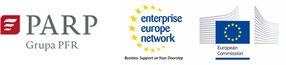 PARP
Grupa PFR
enterprise
europe
network
Business Support on Your Doorstep
European
Commission